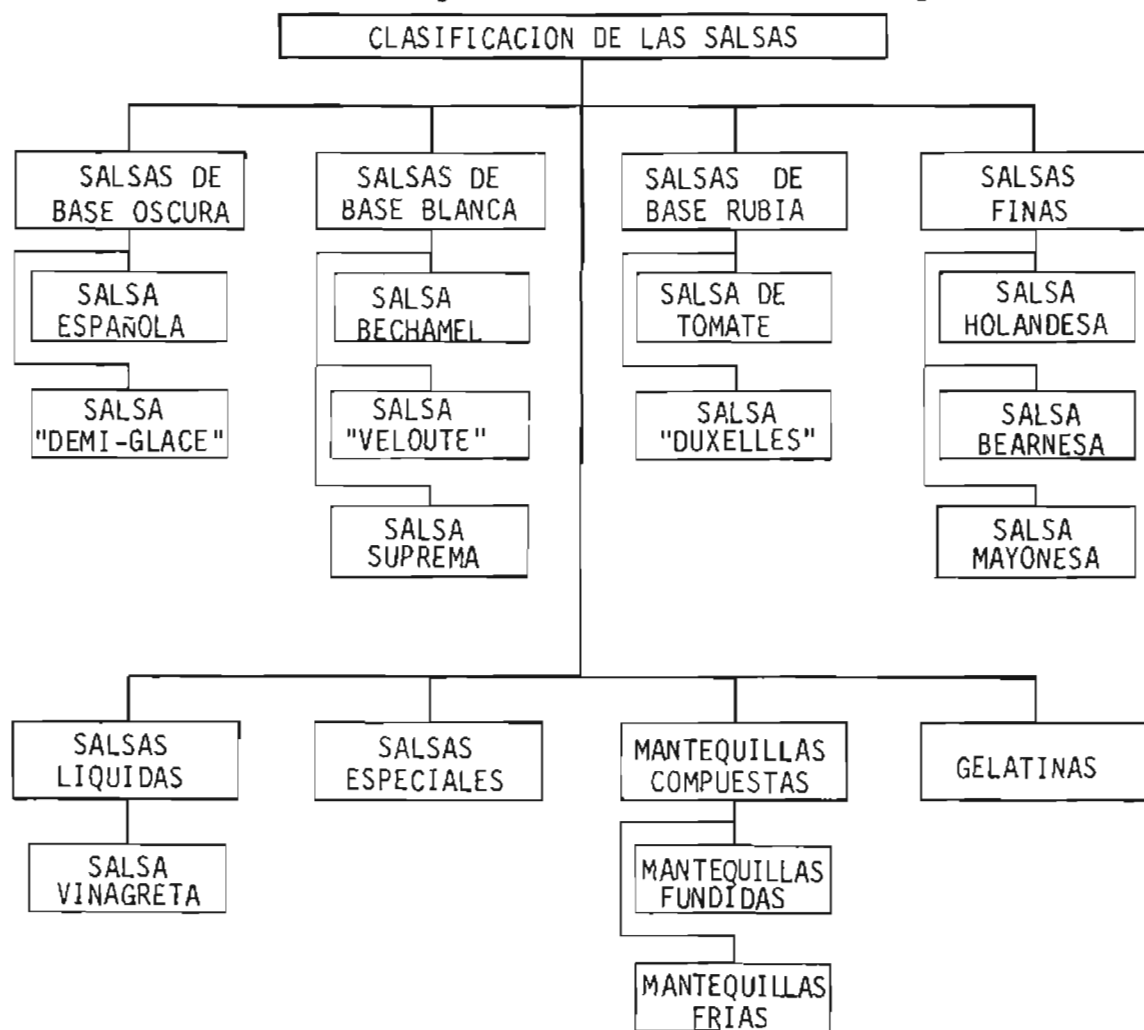 CLASIFICACION DE LAS SALSAS
SALSAS DE
BASE OSCURA
SALSA
ESPAÑOLA
SALSA
"DEMI-GLACE"
SALSAS DE
BASE BLANCA
SALSA
BECHAMEL
SALSA
"VELOUTE"
SALSA
SUPREMA
SALSAS DE
BASE RUBIA
SALSA DE
TOMATE
SALSA
"DUXELLES"
SALSAS
FINAS
SALSA
HOLANDESA
SALSA
BEARNESA
SALSA
MAYONESA
SALSAS
LIQUIDAS
SALSA
VINAGRETA
SALSAS
ESPECIALES
MANTEQUILLAS
COMPUESTAS
MANTEQUILLAS
FUNDIDAS
MANTEQUILLAS
FRIAS
GELATINAS